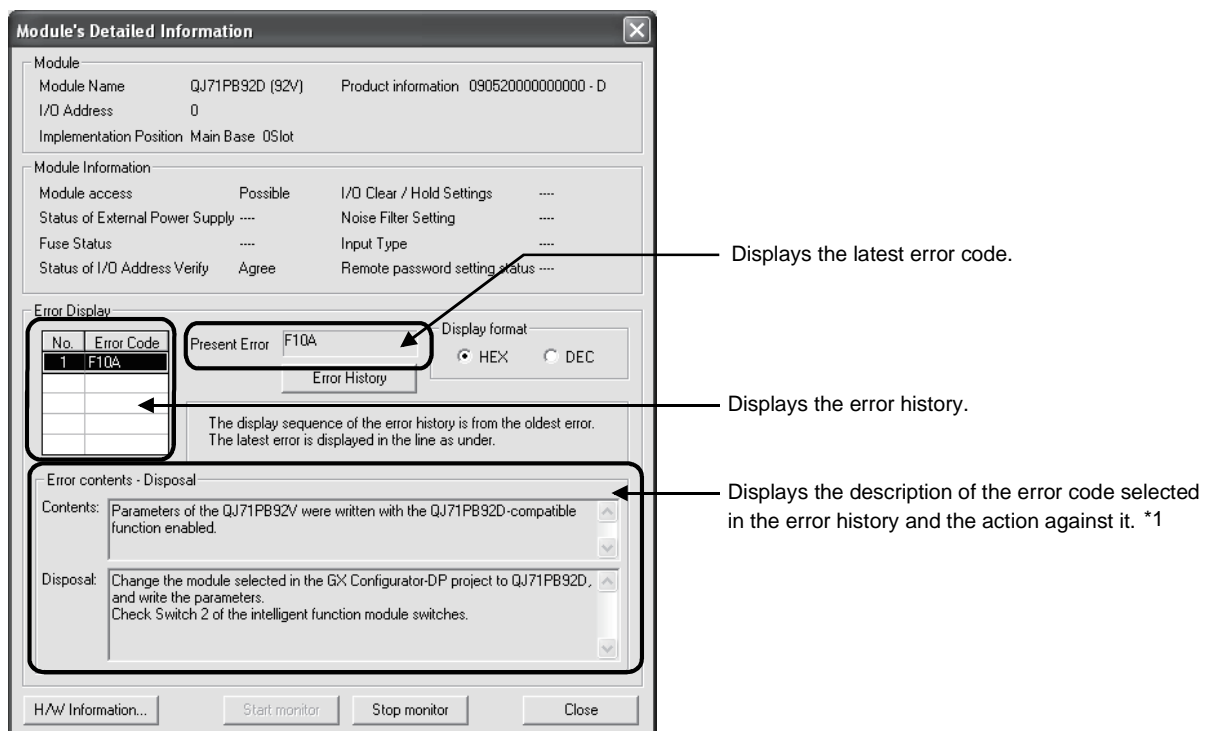 Module's Detailed Information
Module
Module Name QJ71PB92D (92V) Product information 090520000000000 - D
I/O Address 0
Implementation Position Main Base 0Slot
Module Information
Module access Possible I/O Clear / Hold Settings ----
Status of External Power Supply ---- Noise Filter Setting ----
Fuse Status ---- Input Type ----
Status of I/O Address Verify Agree Remote password setting status ----
Displays the latest error code.
Error Display
No. Error Code
1 F10A
Present Error F10A
Display format
HEX DEC
Error History
Displays the error history.
The display sequence of the error history is from the oldest error.
The latest error is displayed in the line as under.
Error contents - Disposal
Contents: Parameters of the QJ71PB92V were written with the QJ71PB92D-compatible
function enabled.
Displays the description of the error code selected
in the error history and the action against it. *1
Disposal: Change the module selected in the GX Configurator-DP project to QJ71PB92D,
and write the parameters.
Check Switch 2 of the intelligent function module switches.
H/W Information... Start monitor Stop monitor Close